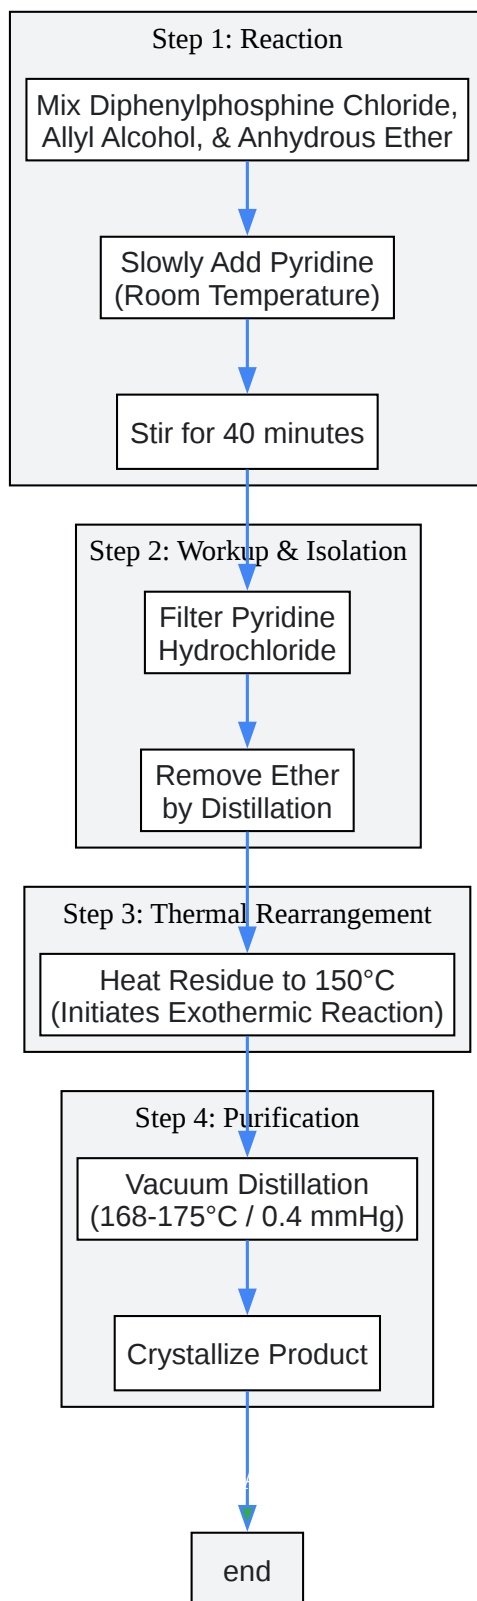 Step 1: Reaction
Mix Diphenylphosphine Chloride,
Allyl Alcohol, & Anhydrous Ether
Slowly Add Pyridine
(Room Temperature)
Stir for 40 minutes
Step 2: Workup & Isolation
Filter Pyridine
Hydrochloride
Remove Ether
by Distillation
Step 3: Thermal Rearrangement
Heat Residue to 150°C
(Initiates Exothermic Reaction)
Step 4: Purification
Vacuum Distillation
(168-175°C / 0.4 mmHg)
Crystallize Product
end